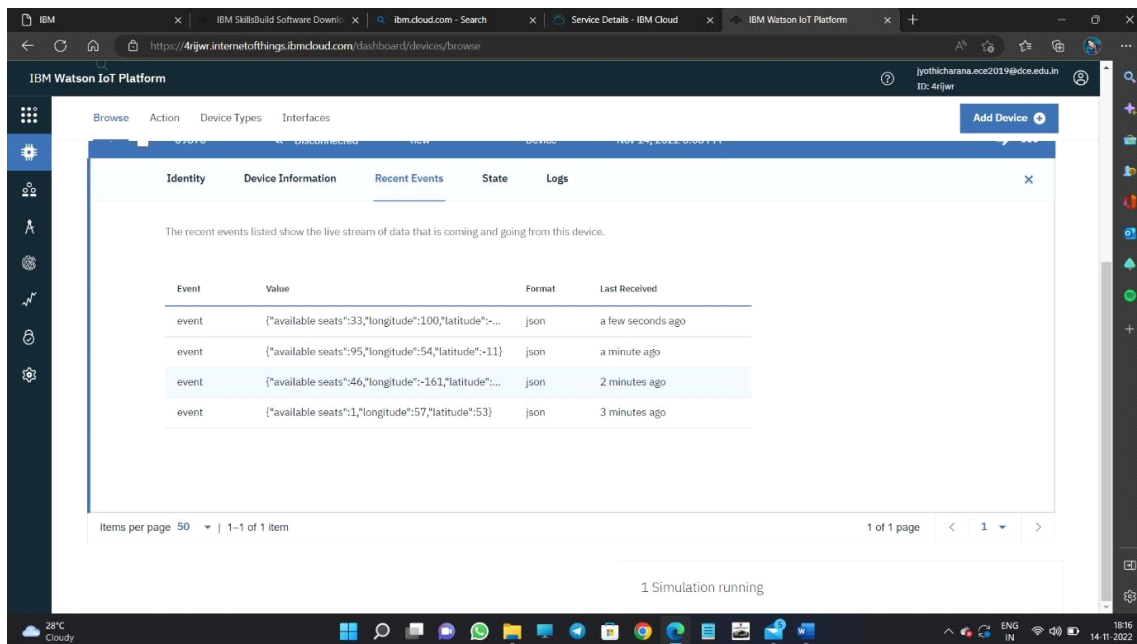 IBM
IBM SkillsBuild Software Downlo
ibm.cloud.com - Search
Service Details - IBM Cloud
IBM Watson IoT Platform
https://4rijwr.internetofthings.ibmcloud.com/dashboard/devices/browse
IBM Watson IoT Platform
jyothicharana.ece2019@dce.edu.in
ID: 4rijwr
Browse Action Device Types Interfaces
Add Device
Disconnected new Device Nov 14, 2022
Identity Device Information Recent Events State Logs
The recent events listed show the live stream of data that is coming and going from this device.
Event Value Format Last Received
event {"available seats":33,"longitude":100,"latitude":-... json a few seconds ago
event {"available seats":95,"longitude":54,"latitude":-11} json a minute ago
event {"available seats":46,"longitude":-161,"latitude":... json 2 minutes ago
event {"available seats":1,"longitude":57,"latitude":53} json 3 minutes ago
Items per page 50 | 1–1 of 1 item
1 of 1 page 1
1 Simulation running
28°C
Cloudy
ENG
IN
18:16
14-11-2022